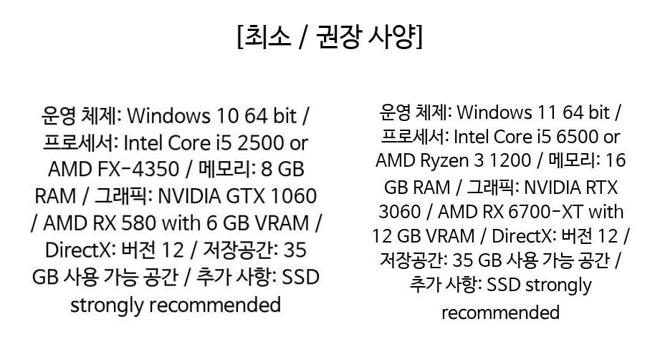 [최소 / 권장 사양]
운영 체제: Windows 10 64 bit /
프로세서: Intel Core i5 2500 or
AMD FX-4350 / 메모리: 8 GB
RAM / 그래픽: NVIDIA GTX 1060
/ AMD RX 580 with 6 GB VRAM /
DirectX: 버전 12 / 저장공간: 35
GB 사용 가능 공간 / 추가 사항: SSD
strongly recommended
운영 체제: Windows 11 64 bit /
프로세서: Intel Core i5 6500 or
AMD Ryzen 3 1200 / 메모리: 16
GB RAM / 그래픽: NVIDIA RTX
3060 / AMD RX 6700-XT with
12 GB VRAM / DirectX: 버전 12 /
저장공간: 35 GB 사용 가능 공간 /
추가 사항: SSD strongly
recommended